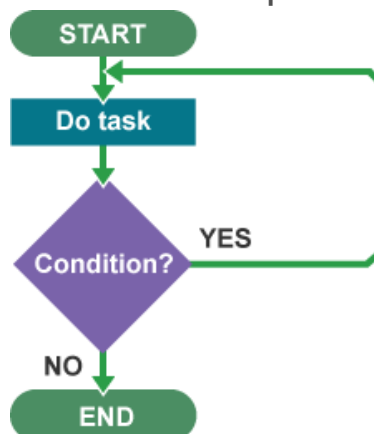 START
Do task
Condition?
YES
NO
END